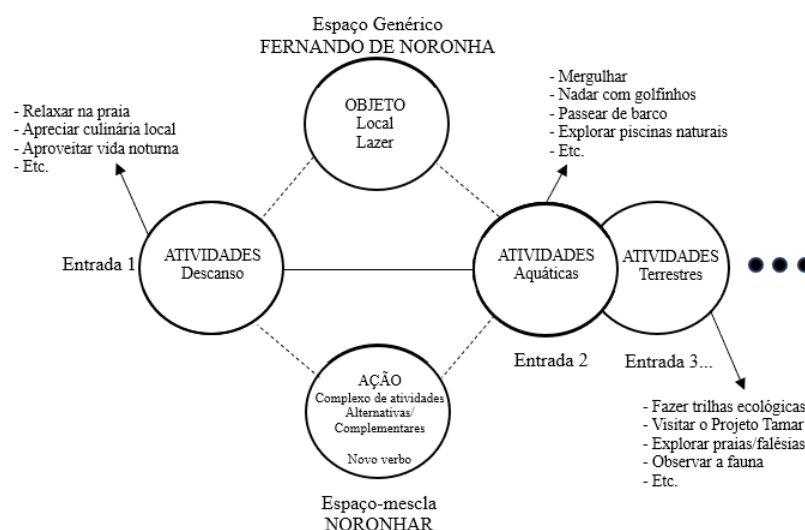 Espaço Genérico
FERNANDO DE NORONHA
OBJETO
Local
Lazer
- Relaxar na praia
- Apreciar culinária local
- Aproveitar vida noturna
- Etc.
- Mergulhar
- Nadar com golfinhos
- Passear de barco
- Explorar piscinas naturais
- Etc.
Entrada 1
ATIVIDADES
Descanso
ATIVIDADES
Aquáticas
ATIVIDADES
Terrestres
Entrada 2
Entrada 3...
AÇÃO
Complexo de atividades
Alternativas/
Complementares
Novo verbo
Espaço-mescla
NORONHAR
- Fazer trilhas ecológicas
- Visitar o Projeto Tamar
- Explorar praias/falésias
- Observar a fauna
- Etc.